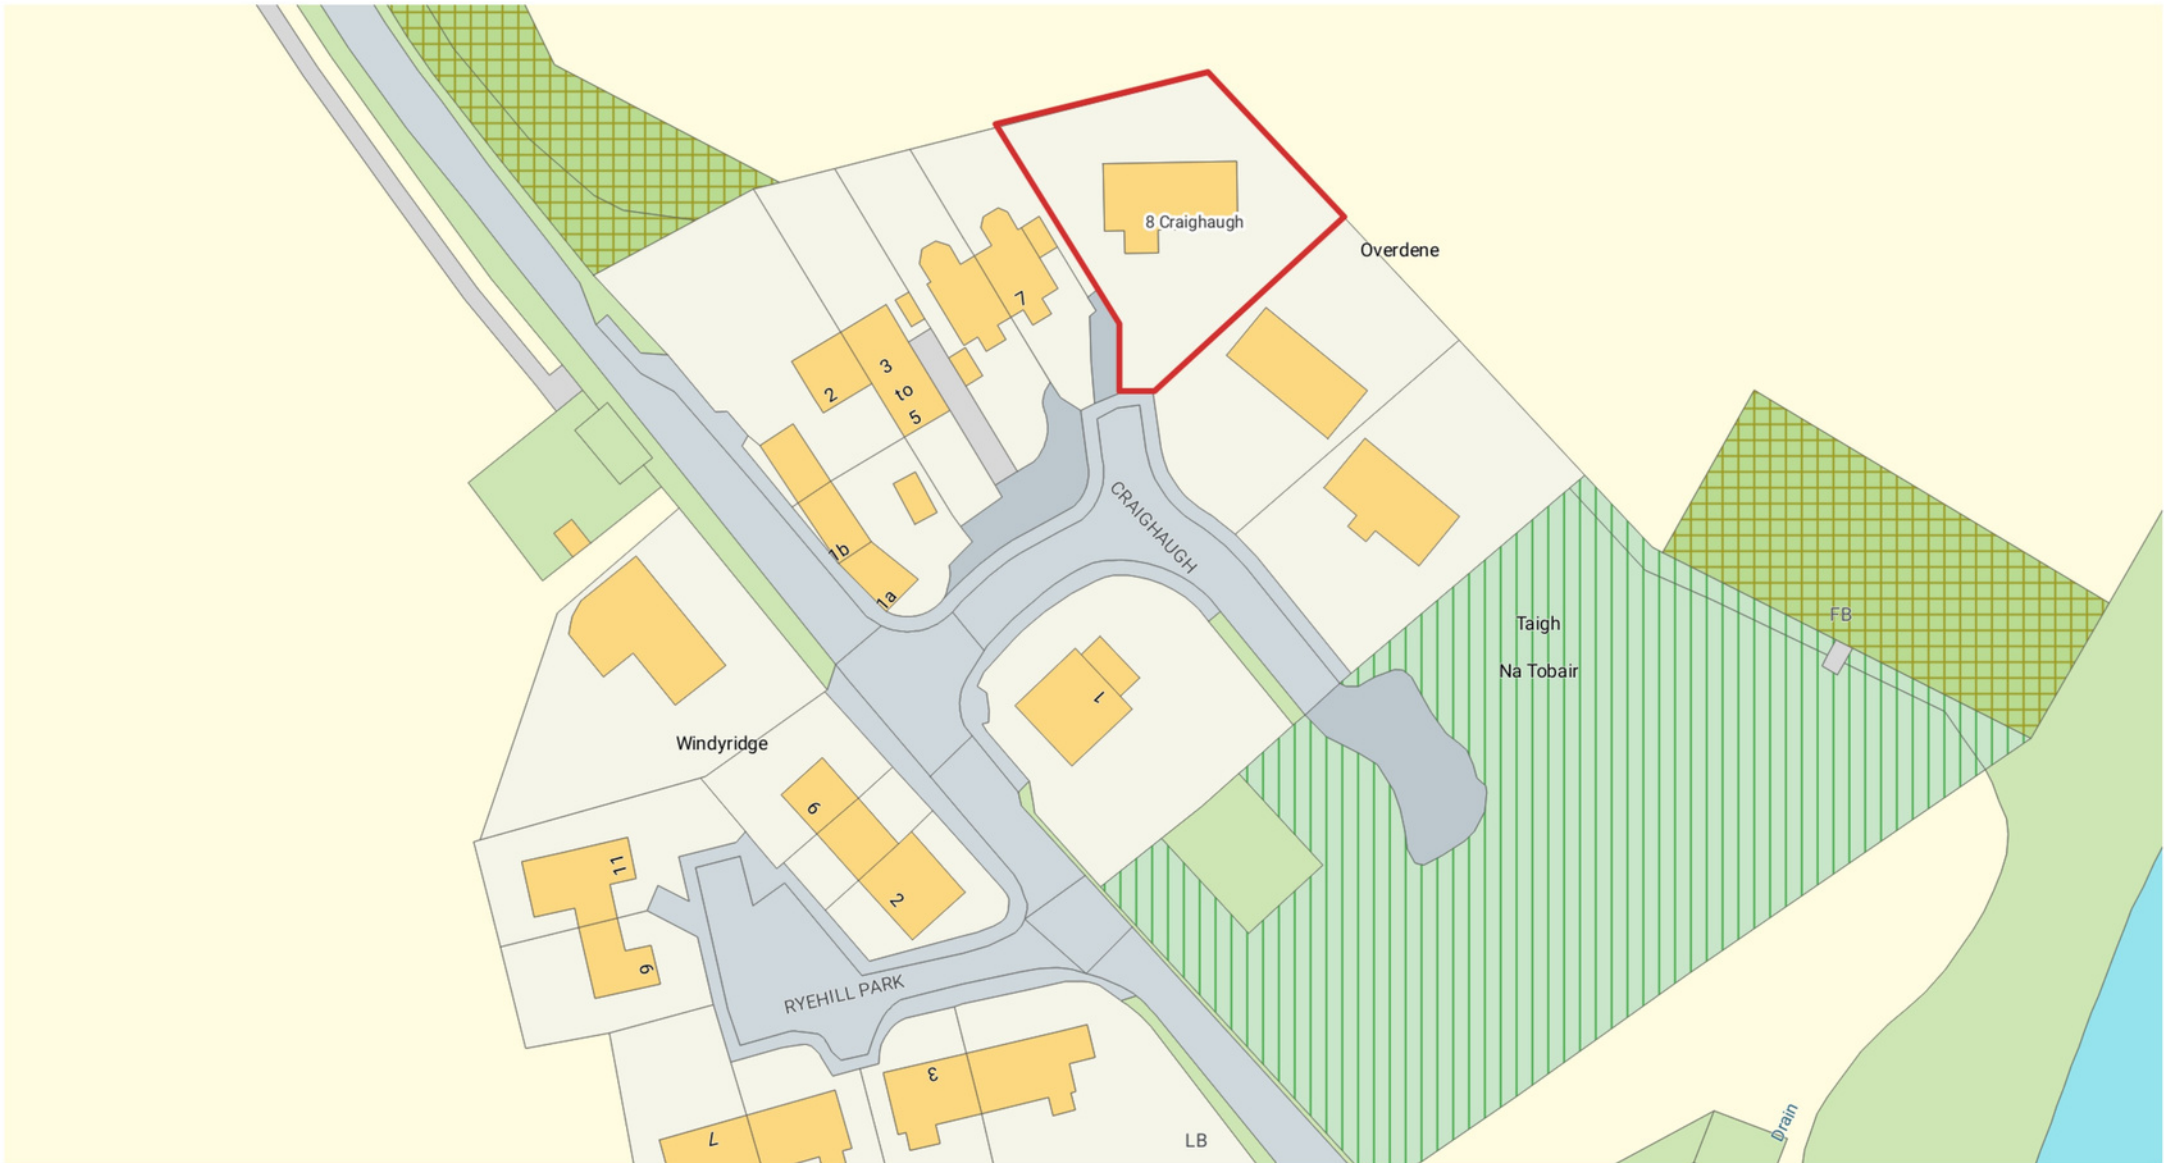 8 Craighaugh
Overdene
7
3
to
5
2
1b
1a
CRAIGHAUGH
Taigh
Na Tobair
FB
1
Windyridge
6
2
11
9
RYEHILL PARK
3
7
LB
Drain